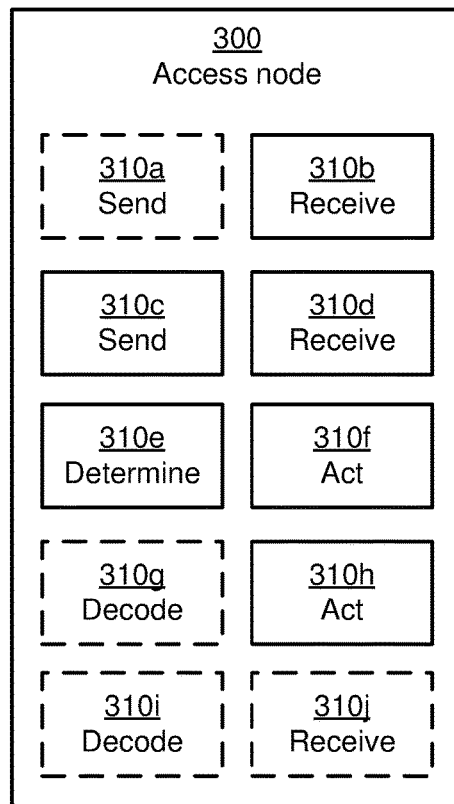 300
Access node
310a
Send
310b
Receive
310c
Send
310d
Receive
310e
Determine
310f
Act
310g
Decode
310h
Act
310i
Decode
310j
Receive